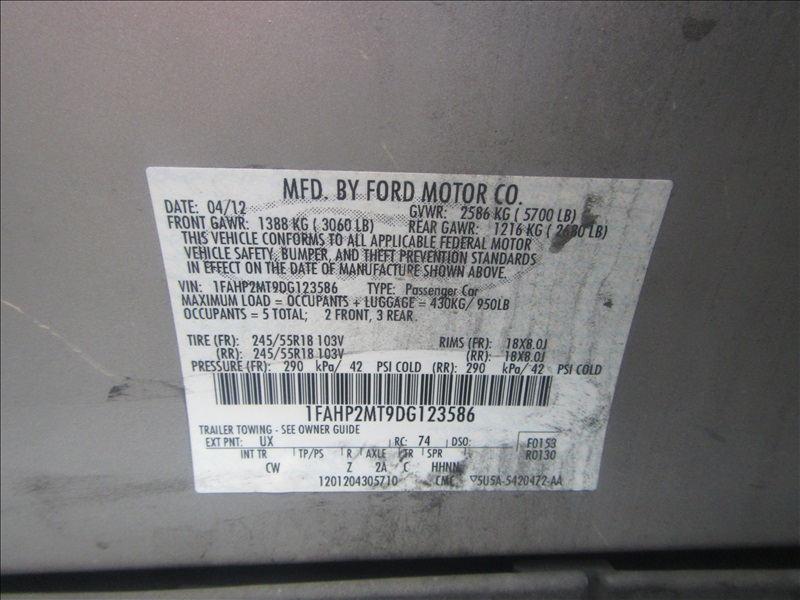 MFD. BY FORD MOTOR CO.
DATE: 04/12 GVWR: 2586 KG ( 5700 LB)
FRONT GAWR: 1388 KG ( 3060 LB) REAR GAWR: 1216 KG ( 2680 LB)
THIS VEHICLE CONFORMS TO ALL APPLICABLE FEDERAL MOTOR
VEHICLE SAFETY, BUMPER, AND THEFT PREVENTION STANDARDS
IN EFFECT ON THE DATE OF MANUFACTURE SHOWN ABOVE.
VIN: 1FAHP2MT9DG123586 TYPE: Passenger Car
MAXIMUM LOAD = OCCUPANTS + LUGGAGE = 430KG/ 950LB
OCCUPANTS = 5 TOTAL; 2 FRONT, 3 REAR
TIRE (FR): 245/55R18 103V RIMS (FR): 18X8.0J
(RR): 245/55R18 103V (RR): 18X8.0J
PRESSURE (FR): 290 kPa/ 42 PSI COLD (RR): 290 kPa/ 42 PSI COLD
1FAHP2MT9DG123586
TRAILER TOWING - SEE OWNER GUIDE
EXT PNT: UX RC: 74 DSO: F0153
INT TR TP/PS R AXLE TR SPR R0130
CW Z 2A C HHNN
1201204305710 CMC ▽5U5A-5420472-AA